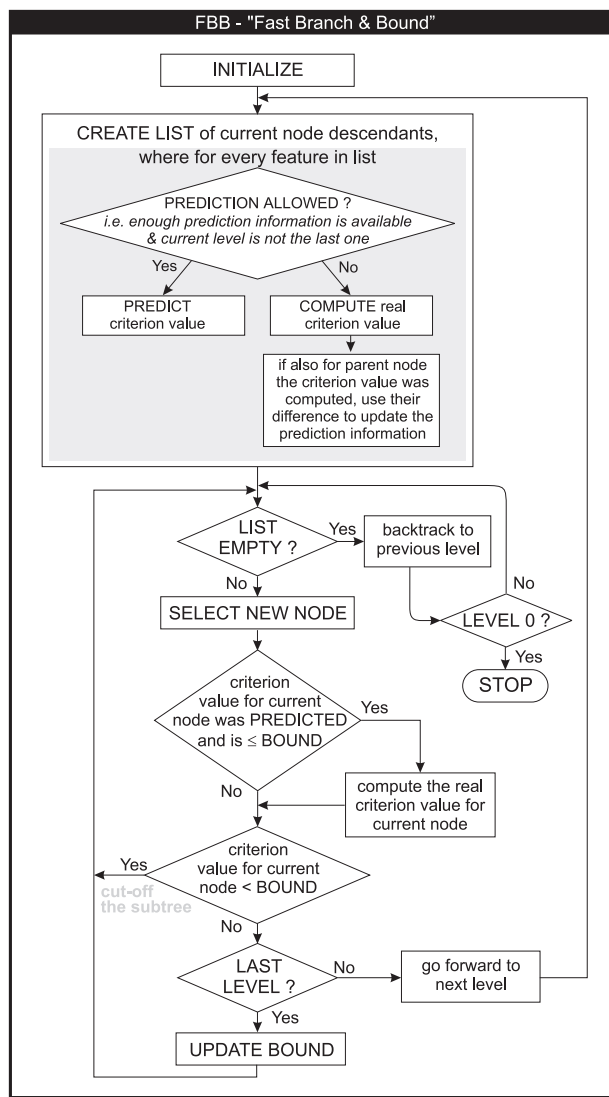 FBB - "Fast Branch & Bound”
INITIALIZE
CREATE LIST of current node descendants,
where for every feature in list
PREDICTION ALLOWED ?
i.e. enough prediction information is available
& current level is not the last one
Yes
No
PREDICT
criterion value
COMPUTE real
criterion value
if also for parent node
the criterion value was
computed, use their
difference to update the
prediction information
LIST
EMPTY ?
Yes
backtrack to
previous level
No
No
SELECT NEW NODE
LEVEL 0 ?
Yes
STOP
criterion
value for current
node was PREDICTED
and is ≤ BOUND
Yes
No
compute the real
criterion value for
current node
criterion
value for current
node < BOUND
Yes
cut-off
the subtree
No
LAST
LEVEL ?
No
go forward to
next level
Yes
UPDATE BOUND